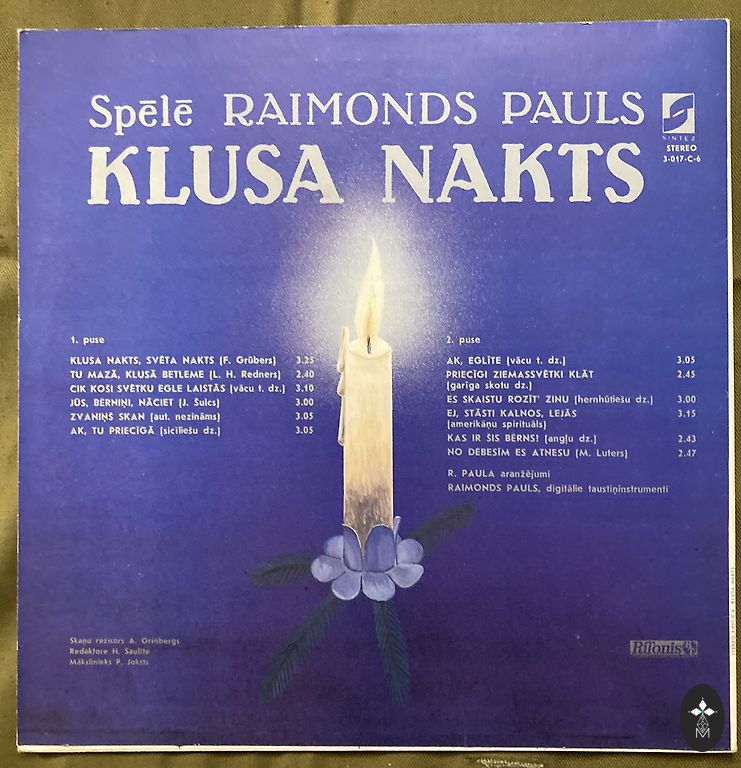 Spēlē RAIMONDS PAULS
KLUSA NAKTS
SINTEZ
STEREO
3-017-C-6
1. puse
KLUSA NAKTS, SVĒTA NAKTS (F. Grūbers) 3.25
TU MAZĀ, KLUSĀ BETLEME (L. H. Redners) 2.40
CIK KOŠI SVĒTKU EGLE LAISTĀS (vācu t. dz.) 3.10
JŪS, BĒRNIŅI, NĀCIET (J. Šulcs) 3.00
ZVANIŅŠ SKAN (aut. nezināms) 3.05
AK, TU PRIECĪGĀ (sicīliešu dz.) 3.05
2. puse
AK, EGLĪTE (vācu t. dz.) 3.05
PRIECĪGI ZIEMASSVĒTKI KLĀT 2.45
(garīga skotu dz.)
ES SKAISTU ROZĪT' ZINU (hernhūtiešu dz.) 3.00
EJ, STĀSTI KALNOS, LEJĀS 3.15
(amerikāņu spirituāls)
KAS IR ŠIS BĒRNS? (angļu dz.) 2.43
NO DEBESĪM ES ATNESU (M. Luters) 2.47
R. PAULA aranžējumi
RAIMONDS PAULS, digitālie taustiņinstrumenti
Skaņu režisors A. Grīnbergs
Redaktore H. Saulīte
Mākslinieks P. Jaksts
RiTonis
M